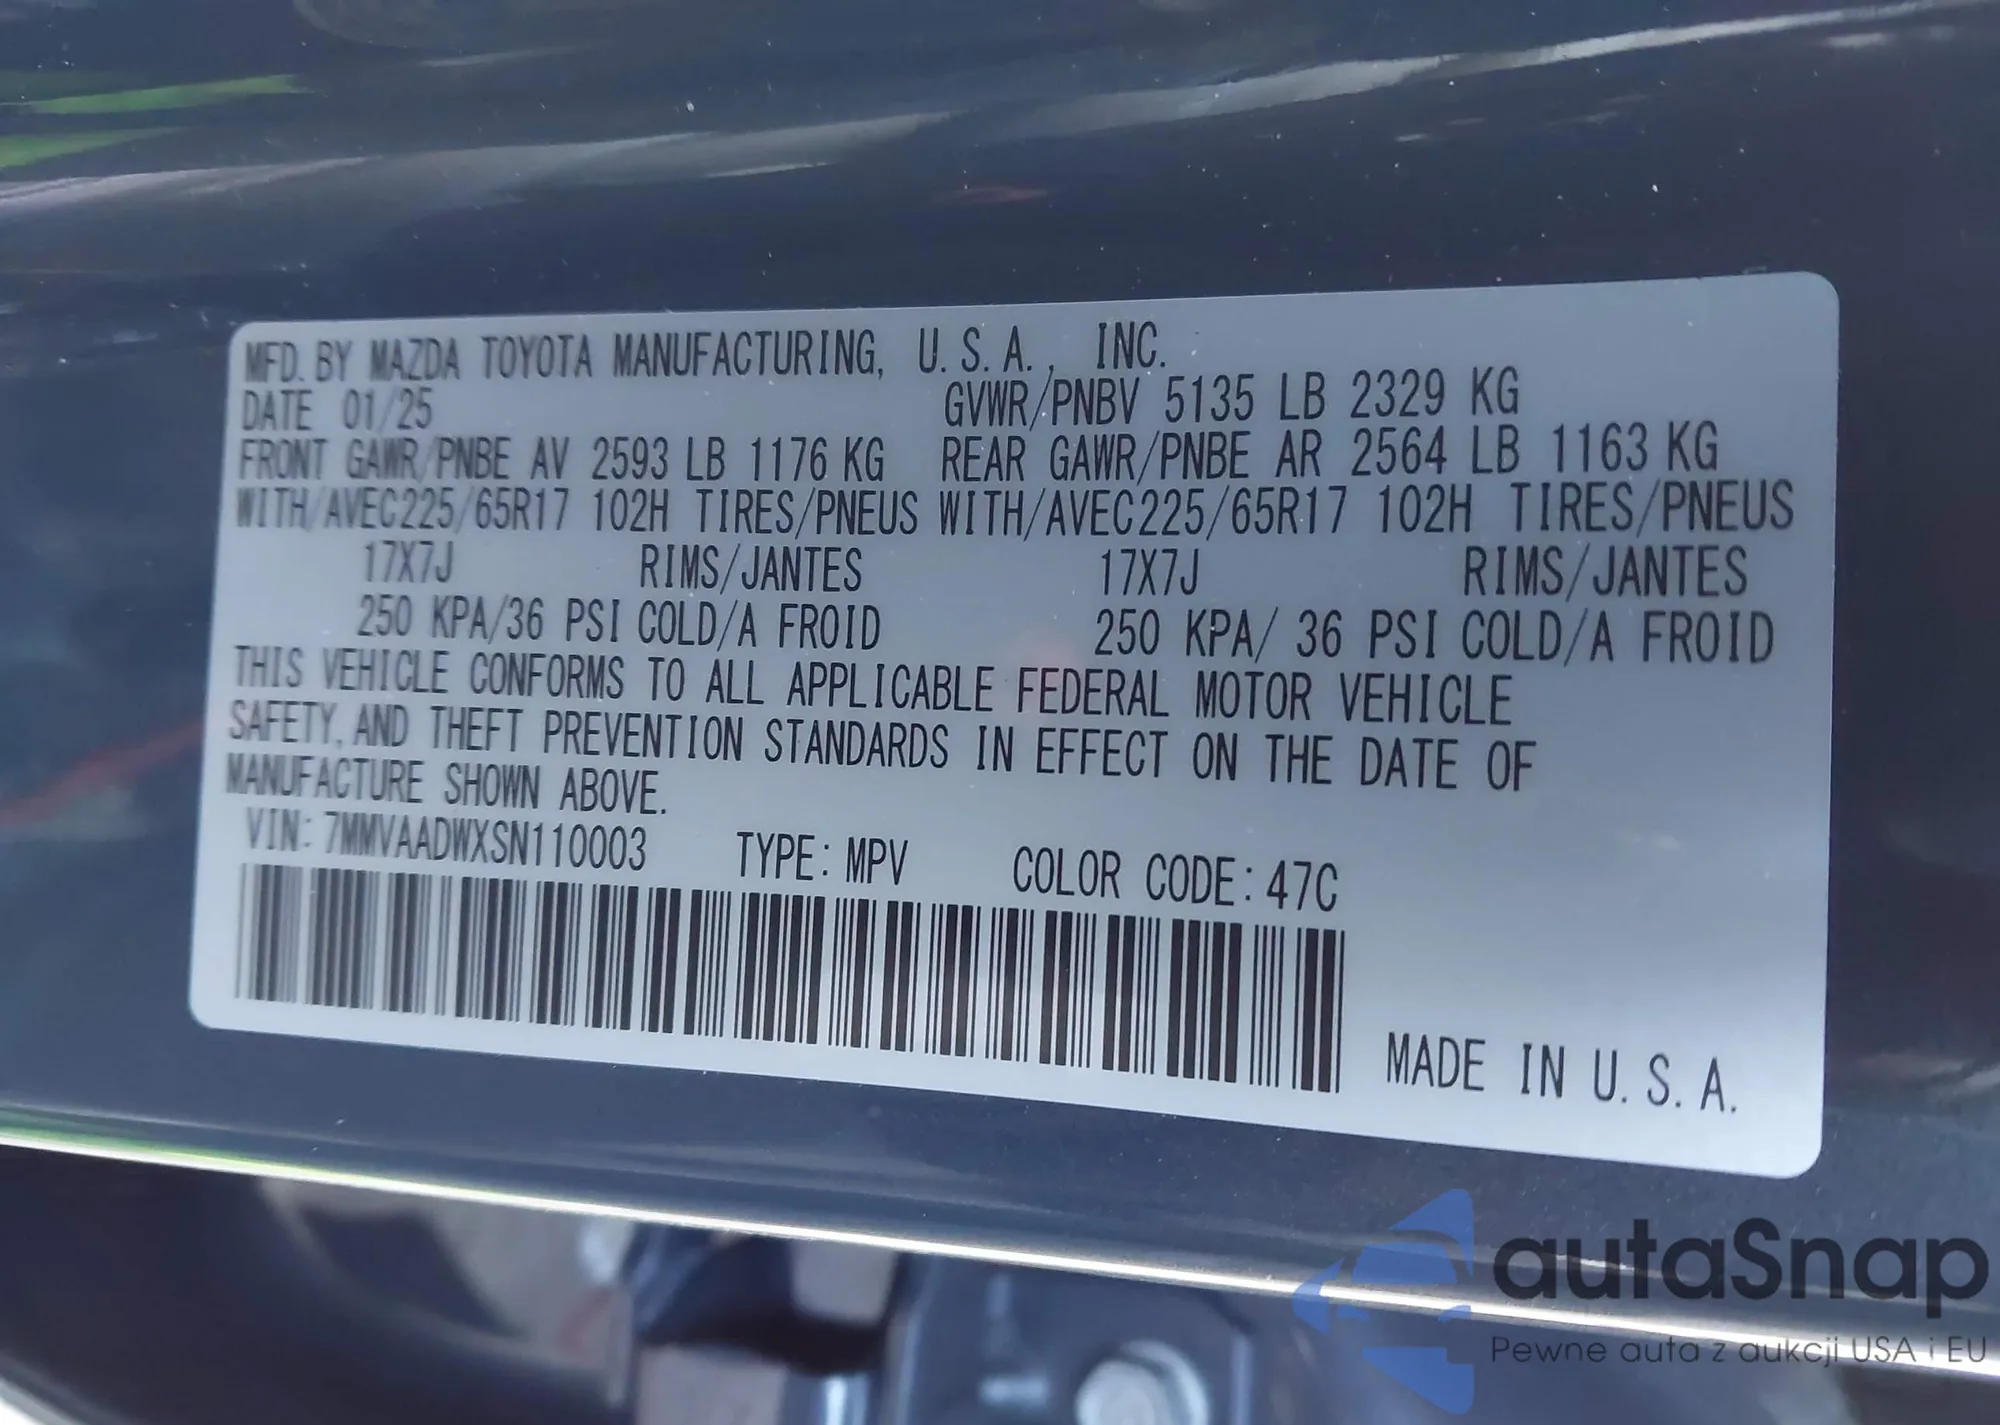 MFD. BY MAZDA TOYOTA MANUFACTURING, U.S.A., INC.
DATE 01/25 GVWR/PNBV 5135 LB 2329 KG
FRONT GAWR/PNBE AV 2593 LB 1176 KG REAR GAWR/PNBE AR 2564 LB 1163 KG
WITH/AVEC225/65R17 102H TIRES/PNEUS WITH/AVEC225/65R17 102H TIRES/PNEUS
17X7J RIMS/JANTES 17X7J RIMS/JANTES
250 KPA/36 PSI COLD/A FROID 250 KPA/ 36 PSI COLD/A FROID
THIS VEHICLE CONFORMS TO ALL APPLICABLE FEDERAL MOTOR VEHICLE
SAFETY, AND THEFT PREVENTION STANDARDS IN EFFECT ON THE DATE OF
MANUFACTURE SHOWN ABOVE.
VIN: 7MMVAADWXSN110003 TYPE: MPV COLOR CODE: 47C
MADE IN U.S.A.
autaSnap
Pewne auta z aukcji USA i EU